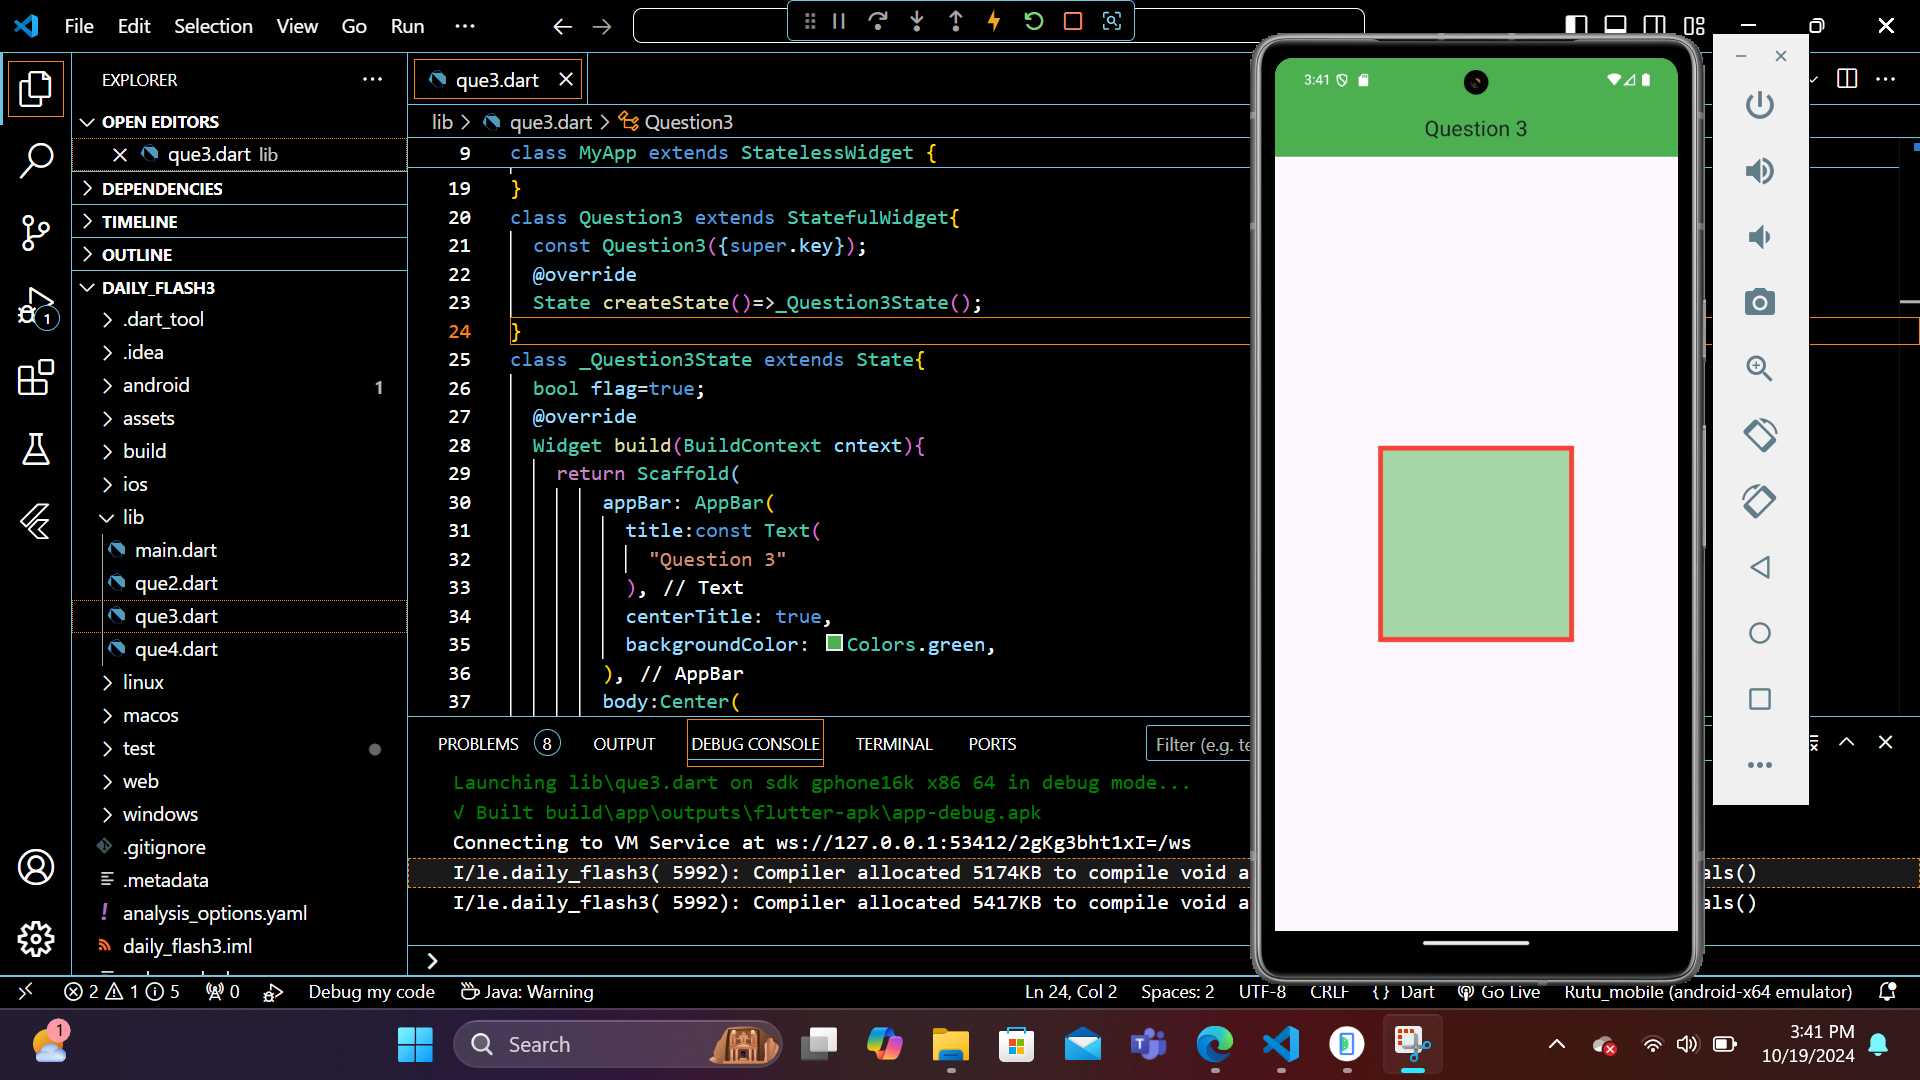 File Edit Selection View Go Run
EXPLORER
OPEN EDITORS
que3.dart lib
DEPENDENCIES
TIMELINE
OUTLINE
DAILY_FLASH3
.dart_tool
.idea
android 1
assets
build
ios
lib
main.dart
que2.dart
que3.dart
que4.dart
linux
macos
test
web
windows
.gitignore
.metadata
analysis_options.yaml
daily_flash3.iml
1
que3.dart
lib > que3.dart > Question3
9 class MyApp extends StatelessWidget {
19 }
20 class Question3 extends StatefulWidget{
21 const Question3({super.key});
22 @override
23 State createState()=>_Question3State();
24 }
25 class _Question3State extends State{
26 bool flag=true;
27 @override
28 Widget build(BuildContext cntext){
29 return Scaffold(
30 appBar: AppBar(
31 title:const Text(
32 "Question 3"
33 ), // Text
34 centerTitle: true,
35 backgroundColor: Colors.green,
36 ), // AppBar
37 body:Center(
PROBLEMS 8 OUTPUT DEBUG CONSOLE TERMINAL PORTS
Filter (e.g. te
Launching lib\que3.dart on sdk gphone16k x86 64 in debug mode...
√ Built build\app\outputs\flutter-apk\app-debug.apk
Connecting to VM Service at ws://127.0.0.1:53412/2gKg3bht1xI=/ws
I/le.daily_flash3( 5992): Compiler allocated 5174KB to compile void a
als()
I/le.daily_flash3( 5992): Compiler allocated 5417KB to compile void a
als()
3:41
Question 3
2 1 5 0 Debug my code Java: Warning
Ln 24, Col 2 Spaces: 2 UTF-8 CRLF {} Dart Go Live Rutu_mobile (android-x64 emulator)
1
Search
3:41 PM
10/19/2024